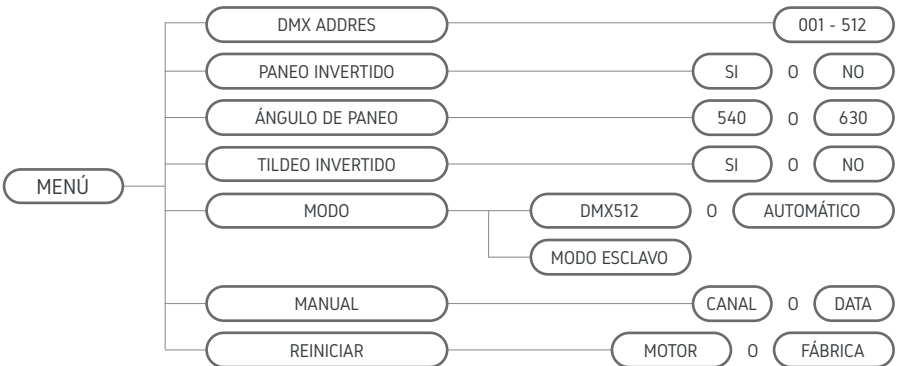 DMX ADDRES 001 - 512
PANEO INVERTIDO SI O NO
ÁNGULO DE PANEO 540 O 630
TILDEO INVERTIDO SI O NO
MENÚ
MODO DMX512 O AUTOMÁTICO
MODO ESCLAVO
MANUAL CANAL O DATA
REINICIAR MOTOR O FÁBRICA